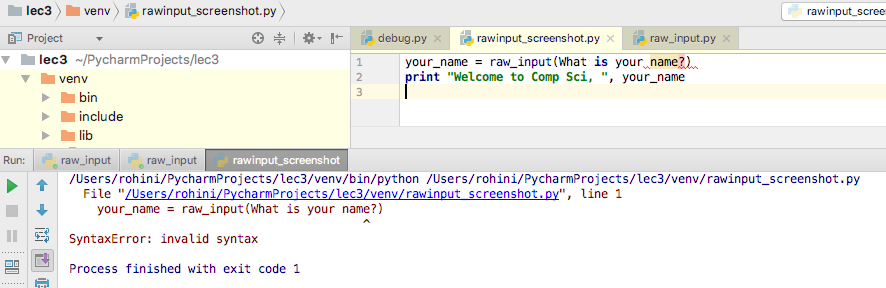 lec3 venv rawinput_screenshot.py rawinput_scree
Project debug.py rawinput_screenshot.py raw_input.py
lec3 ~/PycharmProjects/lec3
venv
bin
include
lib
1 your_name = raw_input(What is your name?)
2 print "Welcome to Comp Sci, ", your_name
3
Run: raw_input raw_input rawinput_screenshot
/Users/rohini/PycharmProjects/lec3/venv/bin/python /Users/rohini/PycharmProjects/lec3/venv/rawinput_screenshot.py
File "/Users/rohini/PycharmProjects/lec3/venv/rawinput_screenshot.py", line 1
your_name = raw_input(What is your name?)
^
SyntaxError: invalid syntax
Process finished with exit code 1